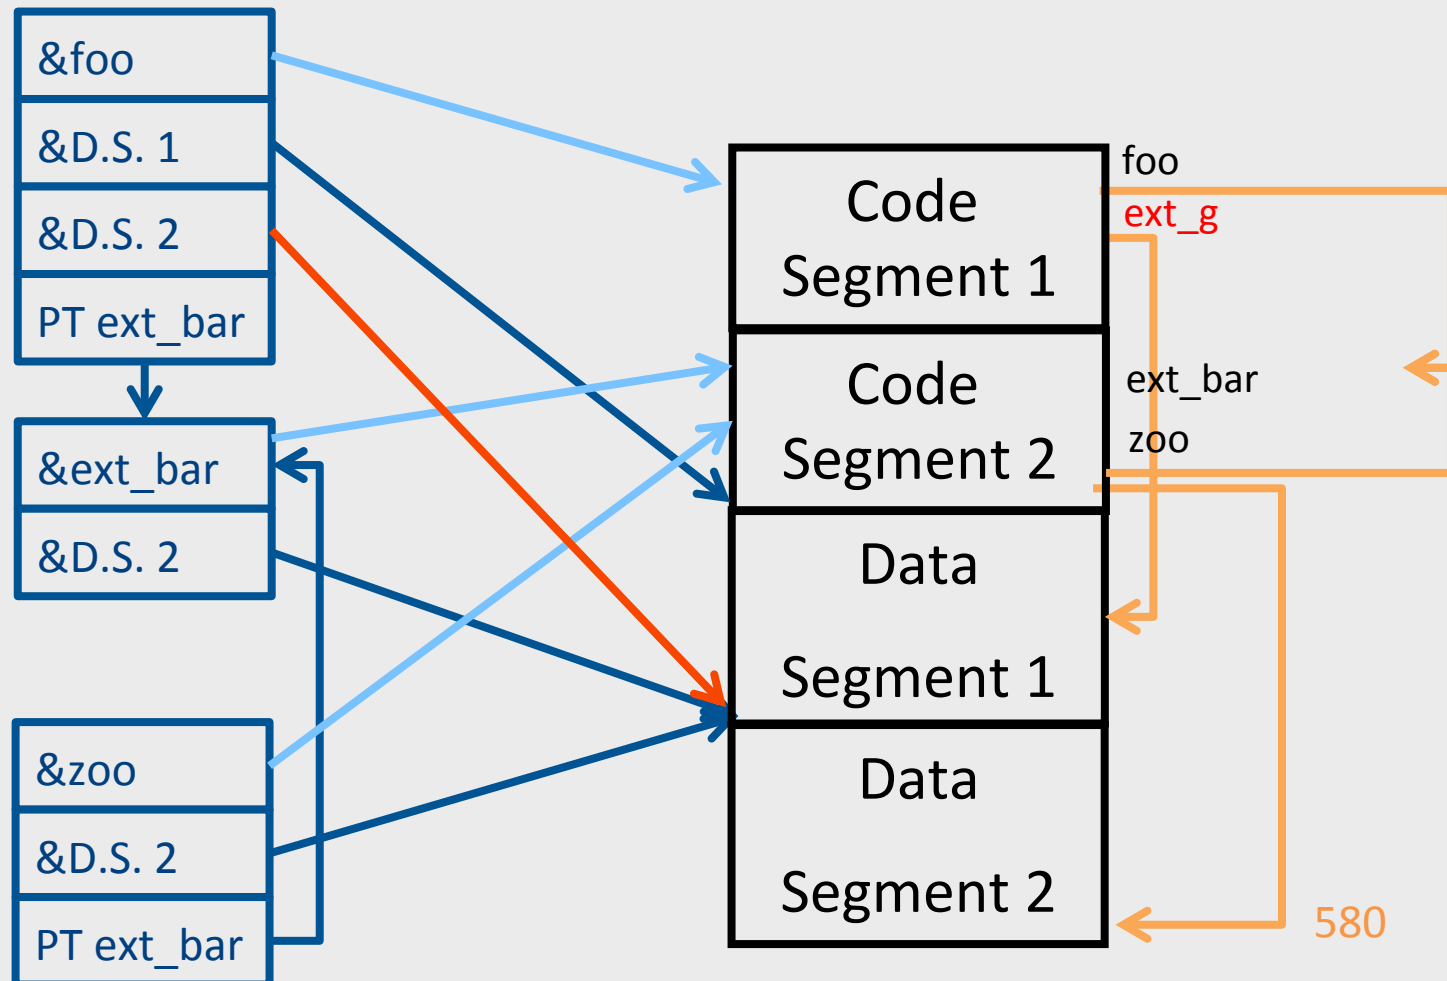 &foo
&D.S. 1
&D.S. 2
PT ext_bar
&ext_bar
&D.S. 2
&zoo
&D.S. 2
PT ext_bar
Code
Segment 1
Code
Segment 2
Data
Segment 1
Data
Segment 2
foo
ext_g
ext_bar
zoo
580